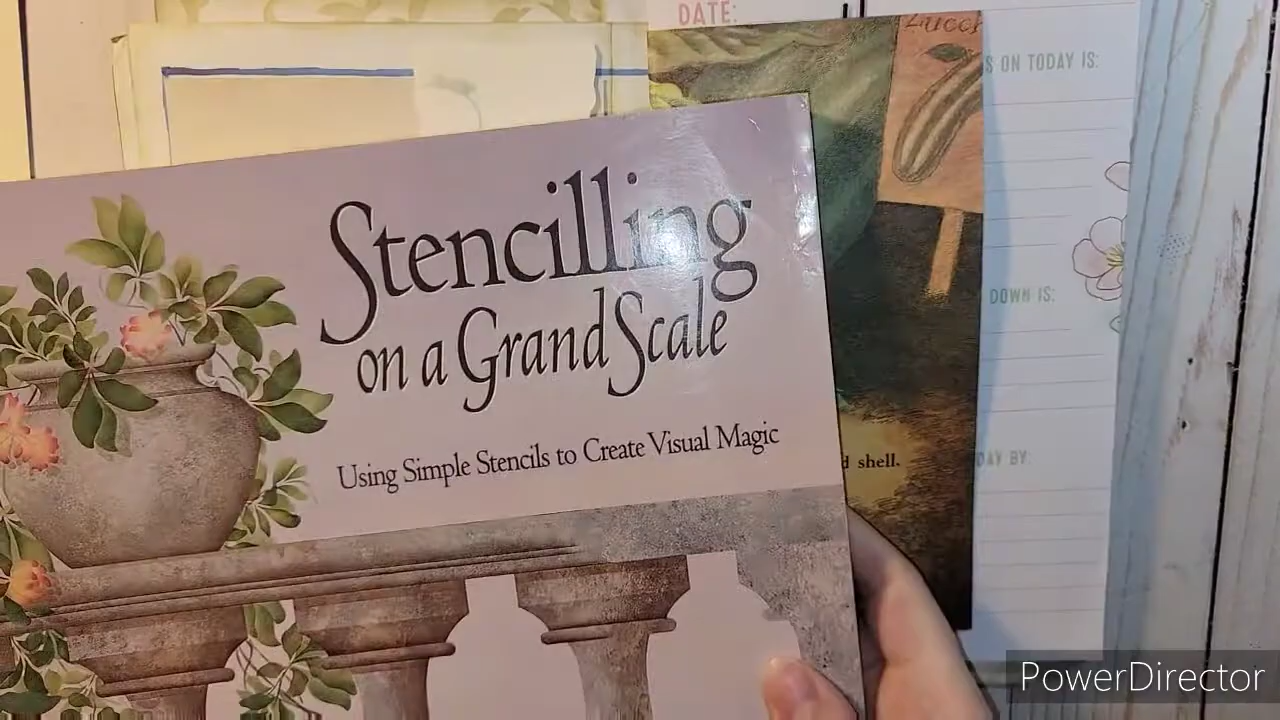 DATE:
S ON TODAY IS:
Stencilling
on a Grand Scale
Using Simple Stencils to Create Visual Magic
DOWN IS:
shell.
DAY BY:
PowerDirector